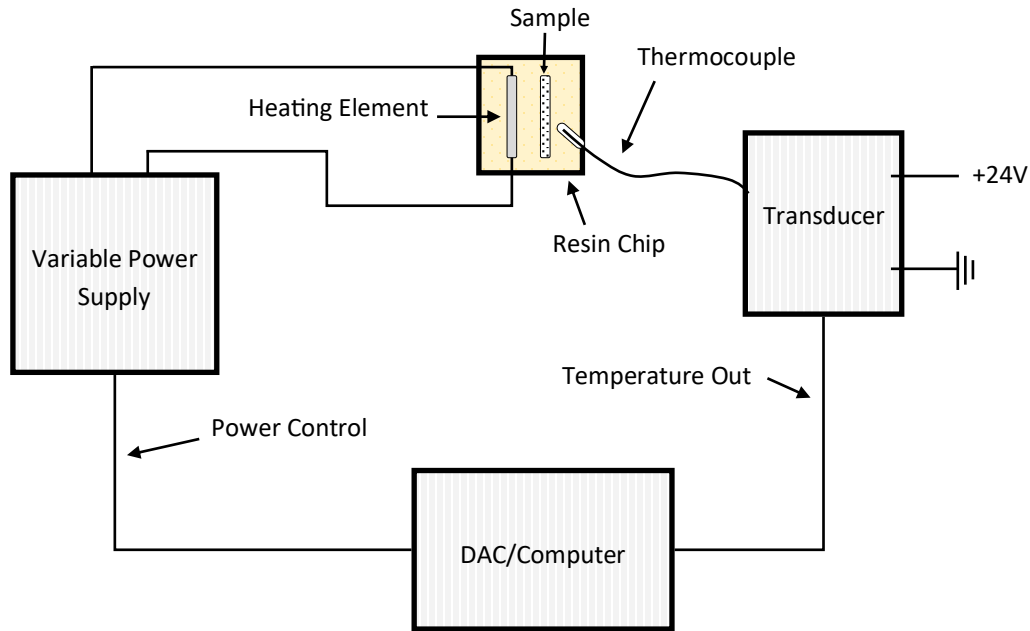 Sample
Thermocouple
Heating Element
+24V
Transducer
Resin Chip
Variable Power
Supply
Temperature Out
Power Control
DAC/Computer